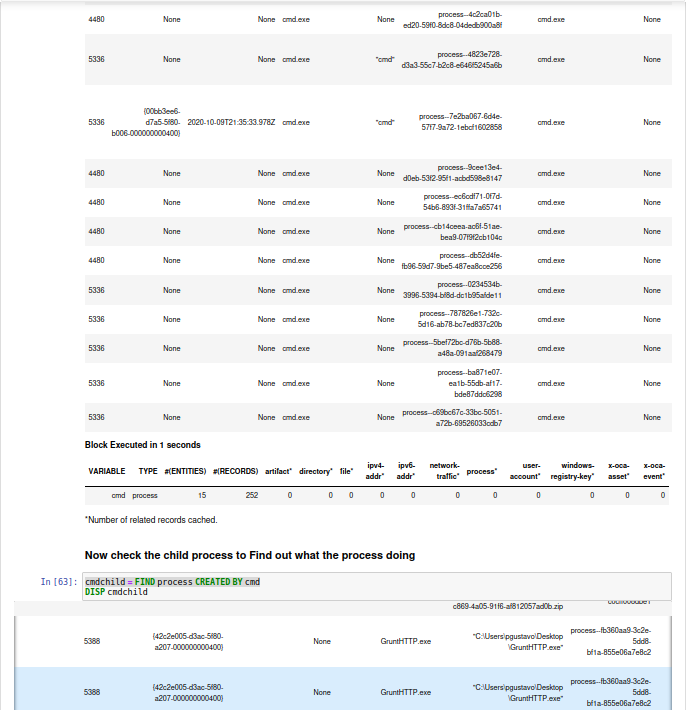 4480 None None cmd.exe None process--4c2ca01b- cmd.exe None
ed20-59f0-8dc8-04dedb900a8f
5336 None None cmd.exe "cmd" process--4823e728- cmd.exe None
d3a3-55c7-b2c8-e646f5245a6b
5336 {00bb3ee6- 2020-10-09T21:35:33.978Z cmd.exe "cmd" process--7e2ba067-6d4e- cmd.exe None
d7a5-5f80- 57f7-9a72-1ebcf1602858
b006-000000000400}
4480 None None cmd.exe None process--9cee13e4- cmd.exe None
d0eb-53f2-95f1-acbd598e8147
4480 None None cmd.exe None process--ec6cdf71-0f7d- cmd.exe None
54b6-893f-31ffa7a65741
4480 None None cmd.exe None process--cb14ceea-ac6f-51ae- cmd.exe None
bea9-07f9f2cb104c
4480 None None cmd.exe None process--db52d4fe- cmd.exe None
fb96-59d7-9be5-487ea8cce256
5336 None None cmd.exe None process--0234534b- cmd.exe None
3996-5394-bf8d-dc1b95afde11
5336 None None cmd.exe None process--787826e1-732c- cmd.exe None
5d16-ab78-bc7ed837c20b
5336 None None cmd.exe None process--5bef72bc-d76b-5b88- cmd.exe None
a48a-091aaf268479
5336 None None cmd.exe None process--ba871e07- cmd.exe None
ea1b-55db-af17-
bde87ddc6298
5336 None None cmd.exe None process--c69bc67c-33bc-5051- cmd.exe None
a72b-69526033cdb7
Block Executed in 1 seconds
VARIABLE TYPE #(ENTITIES) #(RECORDS) artifact* directory* file* ipv4-addr* ipv6-addr* network-traffic* process* user-account* windows-registry-key* x-oca-asset* x-oca-event*
cmd process 15 252 0 0 0 0 0 0 0 0 0 0 0
*Number of related records cached.
Now check the child process to Find out what the process doing
In [63]: cmdchild = FIND process CREATED BY cmd
DISP cmdchild
c869-4a05-91f6-af812057ad0b.zip
5388 {42c2e005-d3ac-5f80- None GruntHTTP.exe "C:\Users\pgustavo\Desktop process--fb360aa9-3c2e-
a207-000000000400} \GruntHTTP.exe" 5dd8-
bf1a-855e06a7e8c2
5388 {42c2e005-d3ac-5f80- None GruntHTTP.exe "C:\Users\pgustavo\Desktop process--fb360aa9-3c2e-
a207-000000000400} \GruntHTTP.exe" 5dd8-
bf1a-855e06a7e8c2